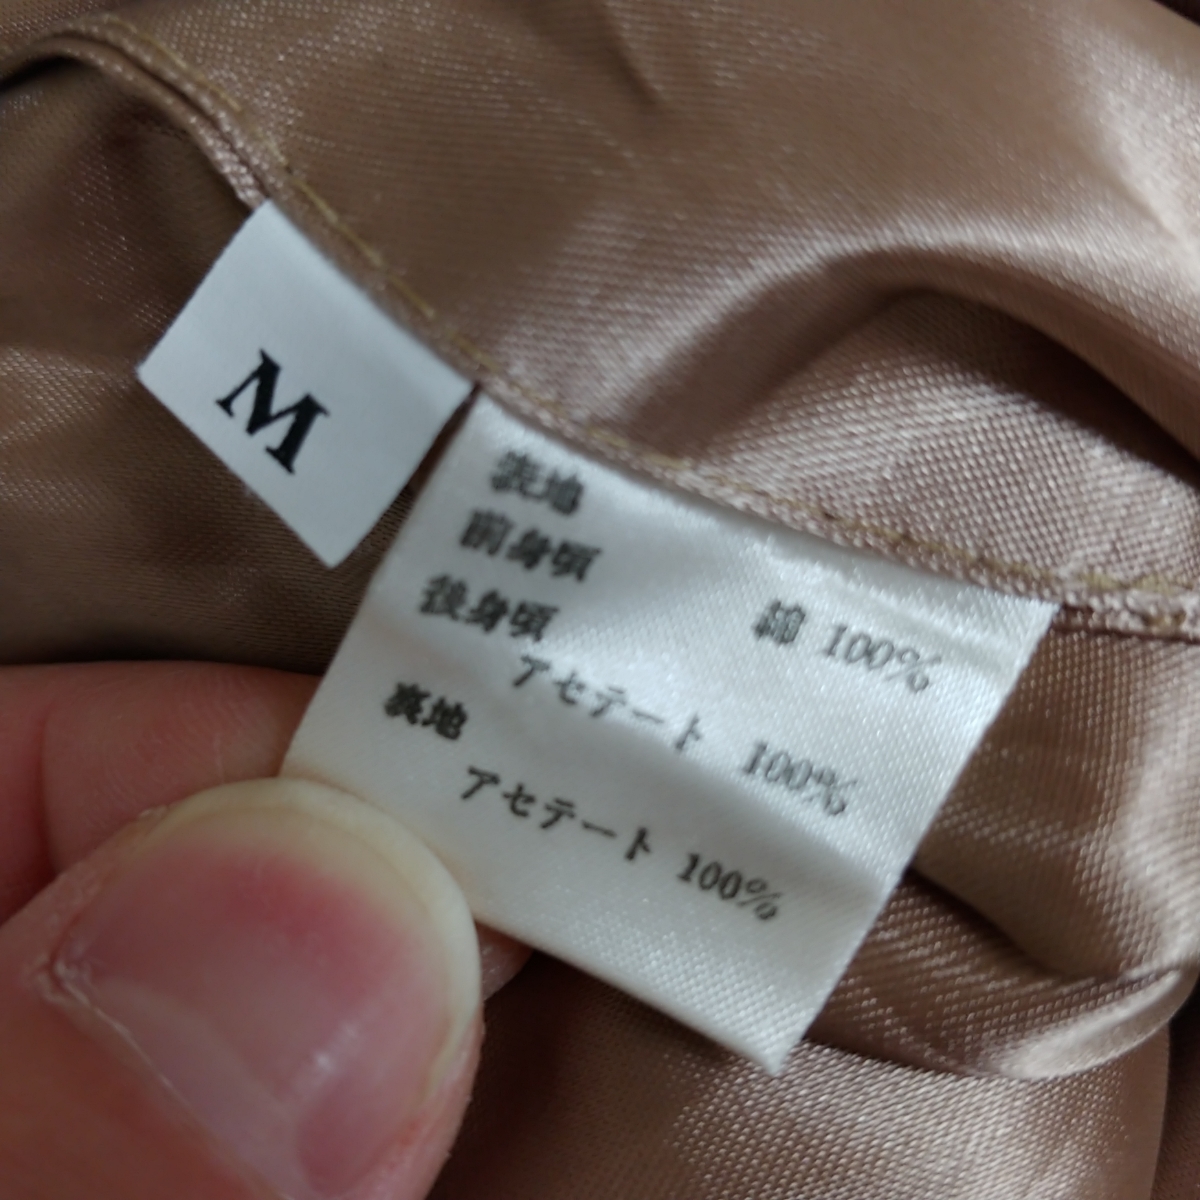 M
表地
前身頃 綿 100%
後身頃
アセテート 100%
裏地
アセテート 100%